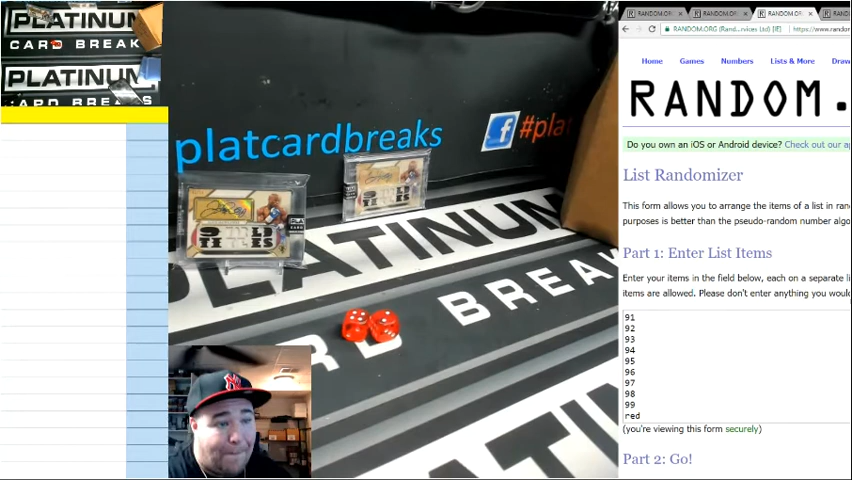 PLATINUM
CARD BREAK
PLATINUM
platcardbreaks
#plat
PLATINUM
RD BREA
RANDOM.ORG (Rand...rvices Ltd) [IE]
https://www.random
Home Games Numbers Lists & More Draw
RANDOM.
Do you own an iOS or Android device? Check out our ap
List Randomizer
This form allows you to arrange the items of a list in ran
purposes is better than the pseudo-random number algo
Part 1: Enter List Items
Enter your items in the field below, each on a separate li
items are allowed. Please don't enter anything you would
91
92
93
94
95
96
97
98
99
red
(you're viewing this form securely)
Part 2: Go!